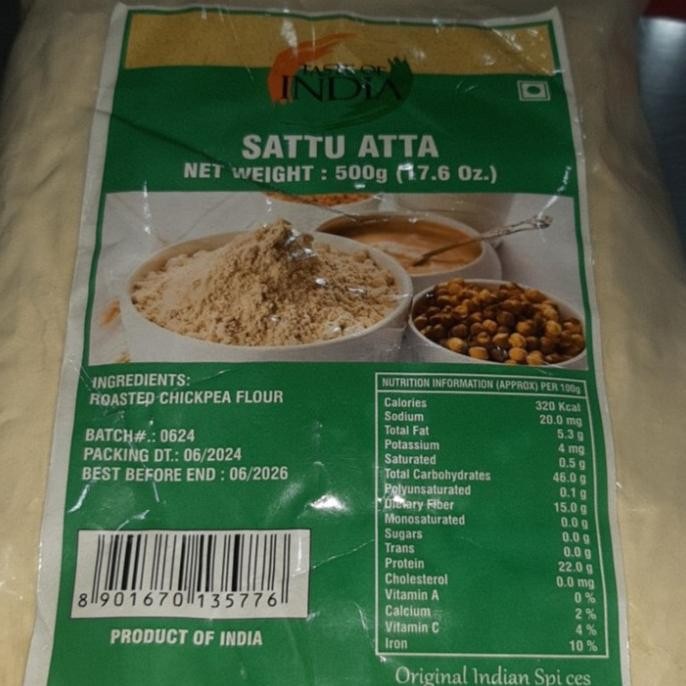 TASTE OF
INDIA
SATTU ATTA
NET WEIGHT : 500g (17.6 Oz.)
INGREDIENTS:
ROASTED CHICKPEA FLOUR
BATCH#.: 0624
PACKING DT.: 06/2024
BEST BEFORE END : 06/2026
8 901670 135776
PRODUCT OF INDIA
NUTRITION INFORMATION (APPROX) PER 100g
Calories 320 Kcal
Sodium 20.0 mg
Total Fat 5.3 g
Potassium 4 mg
Saturated 0.5 g
Total Carbohydrates 46.0 g
Polyunsaturated 0.1 g
Dietary Fiber 15.0 g
Monosaturated 0.0 g
Sugars 0.0 g
Trans 0.0 g
Protein 22.0 g
Cholesterol 0.0 mg
Vitamin A 0 %
Calcium 2 %
Vitamin C 4 %
Iron 10 %
Original Indian Spi ces